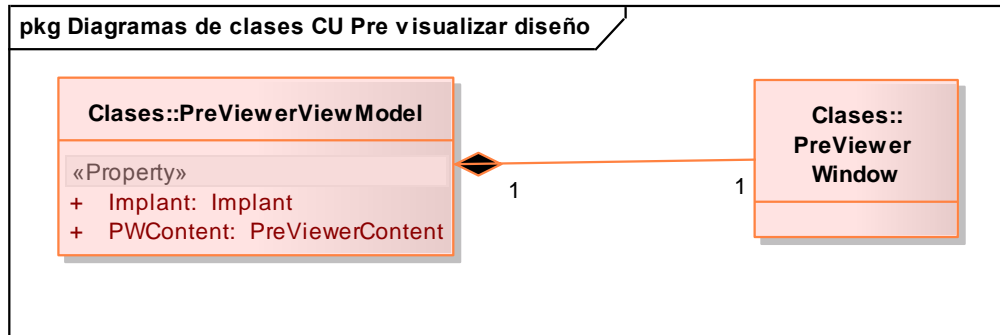 pkg Diagramas de clases CU Pre visualizar diseño
Clases::PreViewerViewModel
«Property»
+ Implant: Implant
+ PWContent: PreViewerContent
1
1
Clases::
PreViewer
Window